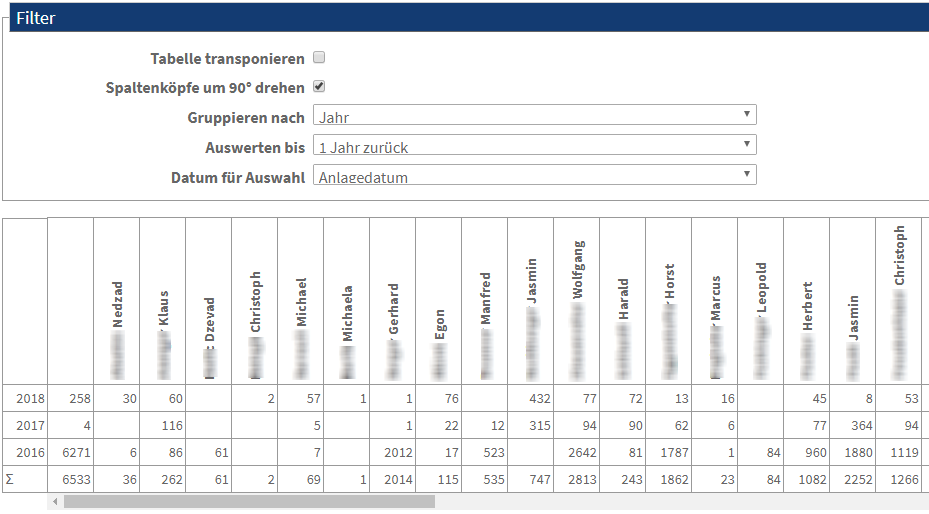 Filter
Tabelle transponieren
Spaltenköpfe um 90° drehen
Gruppieren nach Jahr
Auswerten bis 1 Jahr zurück
Datum für Auswahl Anlagedatum
Nedzad Klaus Dzevad Christoph Michael Michaela Gerhard Egon Manfred Jasmin Wolfgang Harald Horst Marcus Leopold Herbert Jasmin Christoph
2018 258 30 60 2 57 1 1 76 432 77 72 13 16 45 8 53
2017 4 116 5 1 22 12 315 94 90 62 6 77 364 94
2016 6271 6 86 61 7 2012 17 523 2642 81 1787 1 84 960 1880 1119
Σ 6533 36 262 61 2 69 1 2014 115 535 747 2813 243 1862 23 84 1082 2252 1266